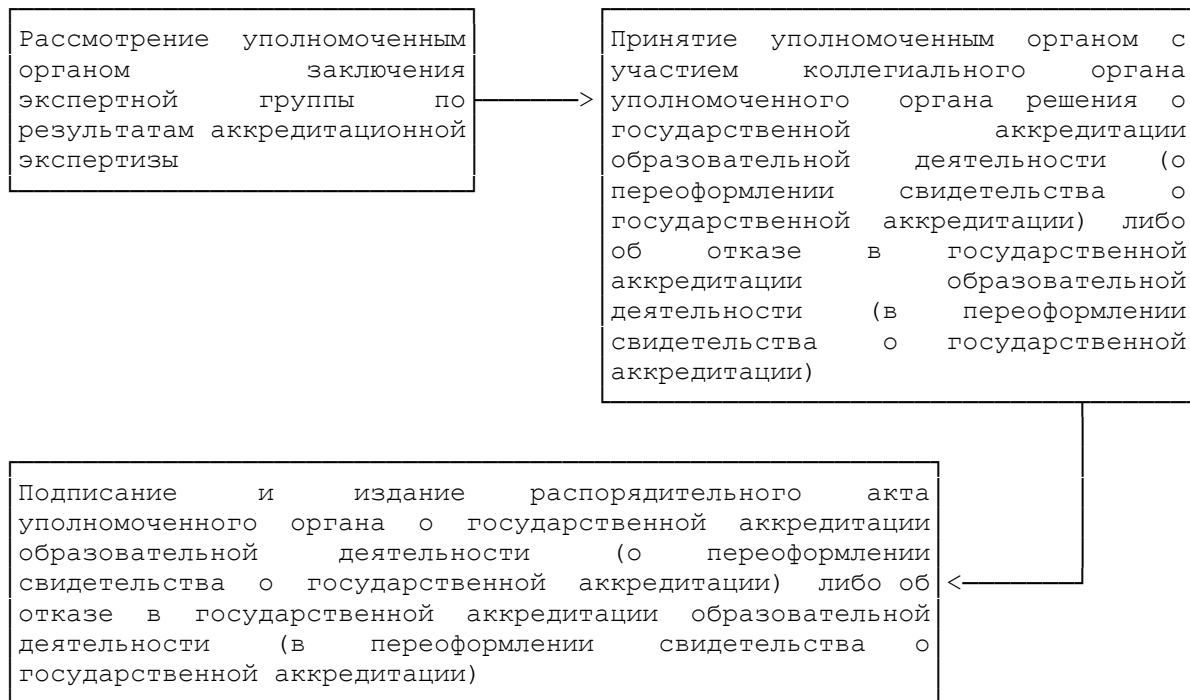 Рассмотрение уполномоченным
органом заключения
экспертной группы по
результатам аккредитационной
экспертизы
Принятие уполномоченным органом с
участием коллегиального органа
уполномоченного органа решения о
государственной аккредитации
образовательной деятельности (о
переоформлении свидетельства о
государственной аккредитации) либо
об отказе в государственной
аккредитации образовательной
деятельности (в переоформлении
свидетельства о государственной
аккредитации)
Подписание и издание распорядительного акта
уполномоченного органа о государственной аккредитации
образовательной деятельности (о переоформлении
свидетельства о государственной аккредитации) либо об
отказе в государственной аккредитации образовательной
деятельности (в переоформлении свидетельства о
государственной аккредитации)